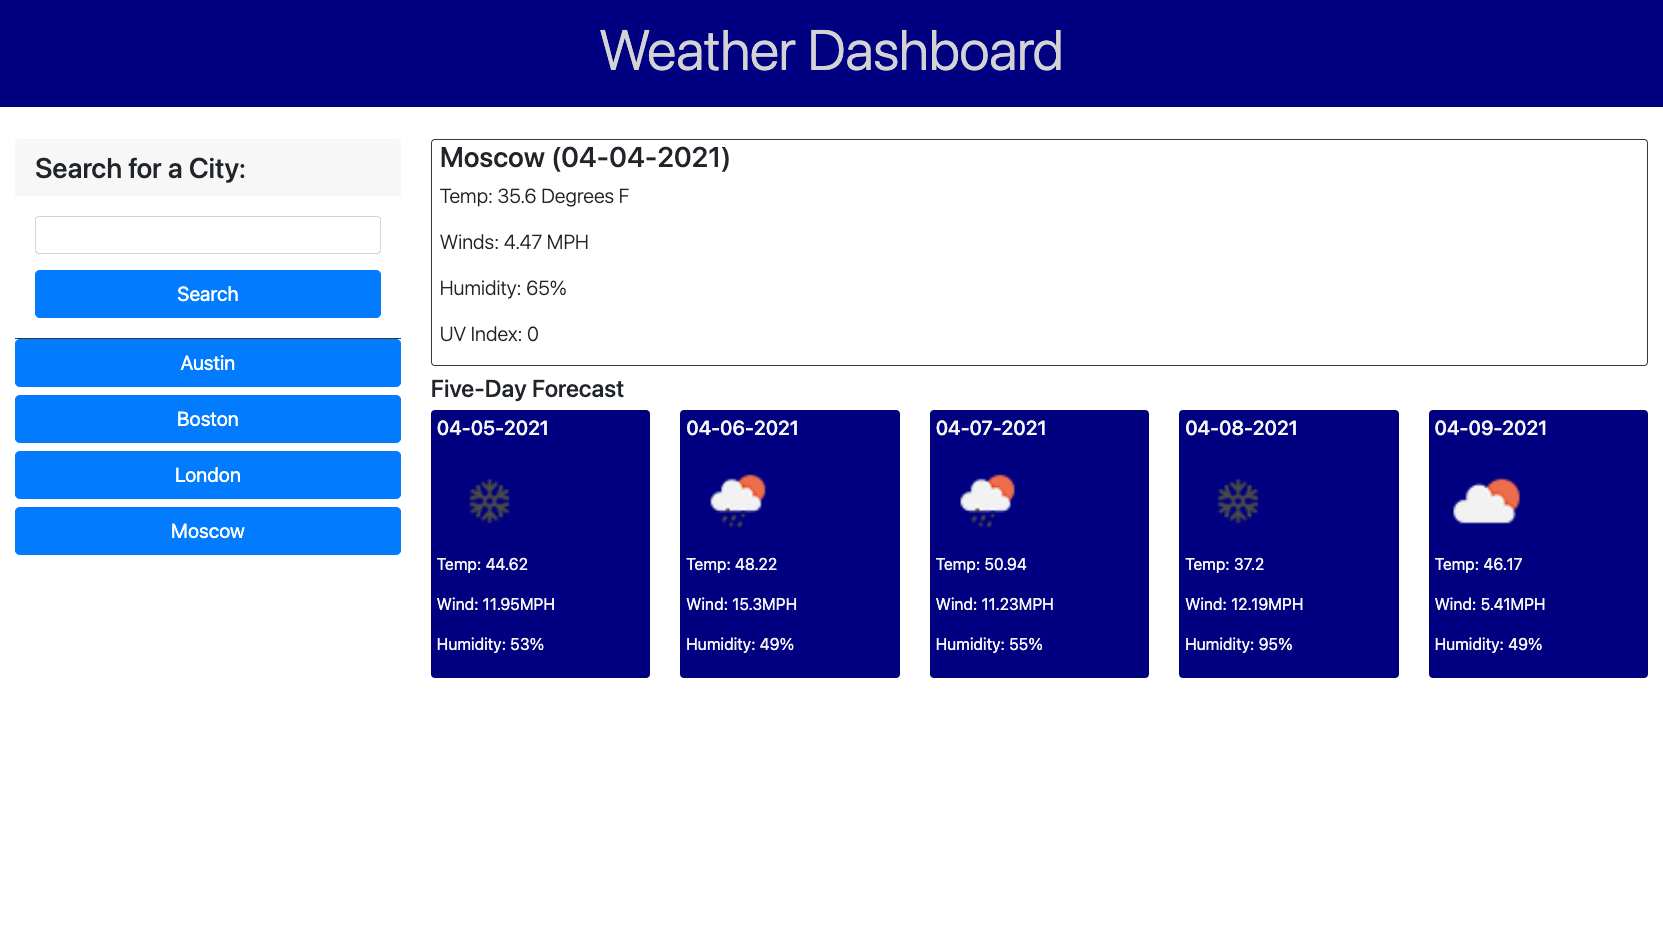 Weather Dashboard
Search for a City:
Search
Austin
Boston
London
Moscow
Moscow (04-04-2021)
Temp: 35.6 Degrees F
Winds: 4.47 MPH
Humidity: 65%
UV Index: 0
Five-Day Forecast
04-05-2021
Temp: 44.62
Wind: 11.95MPH
Humidity: 53%
04-06-2021
Temp: 48.22
Wind: 15.3MPH
Humidity: 49%
04-07-2021
Temp: 50.94
Wind: 11.23MPH
Humidity: 55%
04-08-2021
Temp: 37.2
Wind: 12.19MPH
Humidity: 95%
04-09-2021
Temp: 46.17
Wind: 5.41MPH
Humidity: 49%